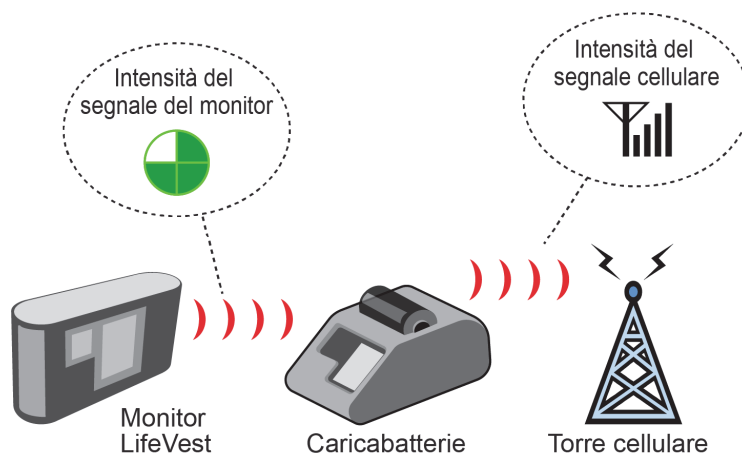 Intensità del
segnale del monitor
Intensità del
segnale cellulare
Monitor
LifeVest
Caricabatterie
Torre cellulare